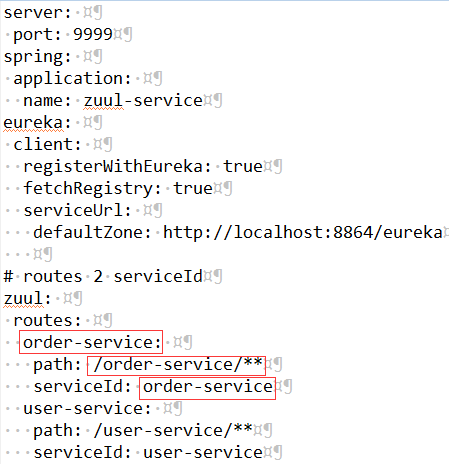 server:
 port: 9999
spring:
 application:
  name: zuul-service
eureka:
 client:
  registerWithEureka: true
  fetchRegistry: true
  serviceUrl:
   defaultZone: http://localhost:8864/eureka
# routes 2 serviceId
zuul:
 routes:
  order-service:
   path: /order-service/**
   serviceId: order-service
  user-service:
   path: /user-service/**
   serviceId: user-service